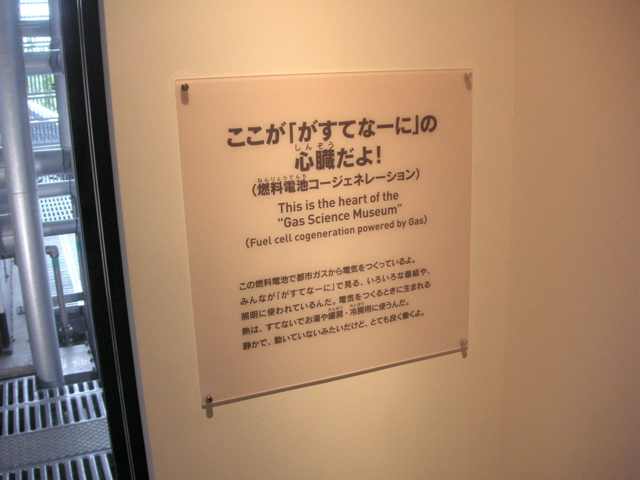 ここが「がすてなーに」の
心臓だよ!
(燃料電池コージェネレーション)
This is the heart of the
"Gas Science Museum"
(Fuel cell cogeneration powered by Gas)
この燃料電池で都市ガスから電気をつくっているよ。
みんなが「がすてなーに」で見る、いろいろな番組や、
照明に使われているんだ。電気をつくるときに生まれる
熱は、すてないでお湯や暖房・冷房用に使うんだ。
静かで、動いていないみたいだけど、とても良く働くよ。